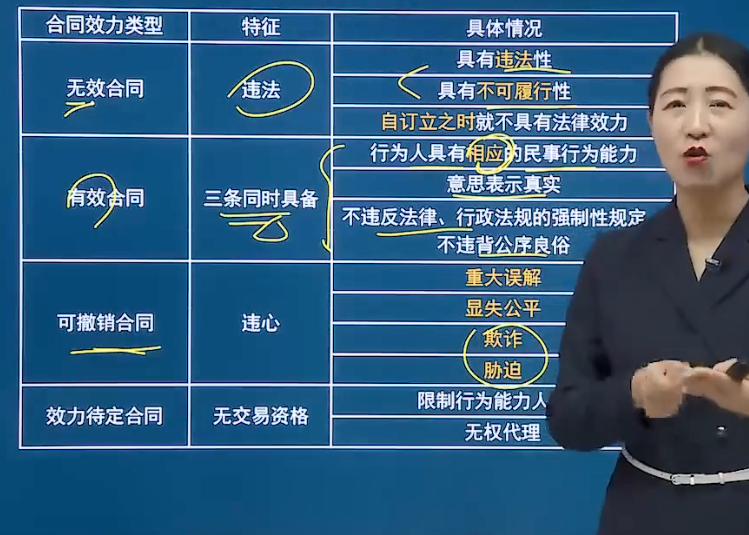 合同效力类型 特征 具体情况
无效合同 违法 具有违法性
具有不可履行性
自订立之时就不具有法律效力
有效合同 三条同时具备 行为人具有相应的民事行为能力
意思表示真实
不违反法律、行政法规的强制性规定
不违背公序良俗
可撤销合同 违心 重大误解
显失公平
欺诈
胁迫
效力待定合同 无交易资格 限制行为能力人
无权代理